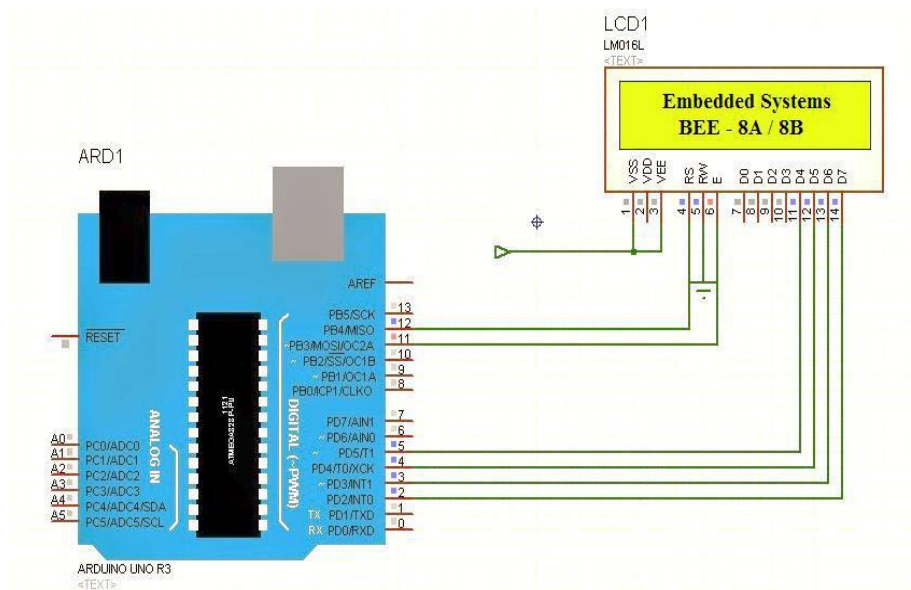 LCD1
LM016L
<TEXT>
Embedded Systems
BEE - 8A / 8B
VSS
VDD
VEE
RS
RW
E
D0
D1
D2
D3
D4
D5
D6
D7
1
2
3
4
5
6
7
8
9
10
11
12
13
14
ARD1
AREF
RESET
PB5/SCK 13
PB4/MISO 12
~PB3/MOSI/OC2A 11
~PB2/SS/OC1B 10
~PB1/OC1A 9
PB0/ICP1/CLKO 8
PD7/AIN1 7
~PD6/AIN0 6
~PD5/T1 5
PD4/T0/XCK 4
~PD3/INT1 3
PD2/INT0 2
TX PD1/TXD 1
RX PD0/RXD 0
DIGITAL (~PWM)
ANALOG IN
1121
A0 PC0/ADC0
A1 PC1/ADC1
A2 PC2/ADC2
A3 PC3/ADC3
A4 PC4/ADC4/SDA
A5 PC5/ADC5/SCL
ARDUINO UNO R3
<TEXT>